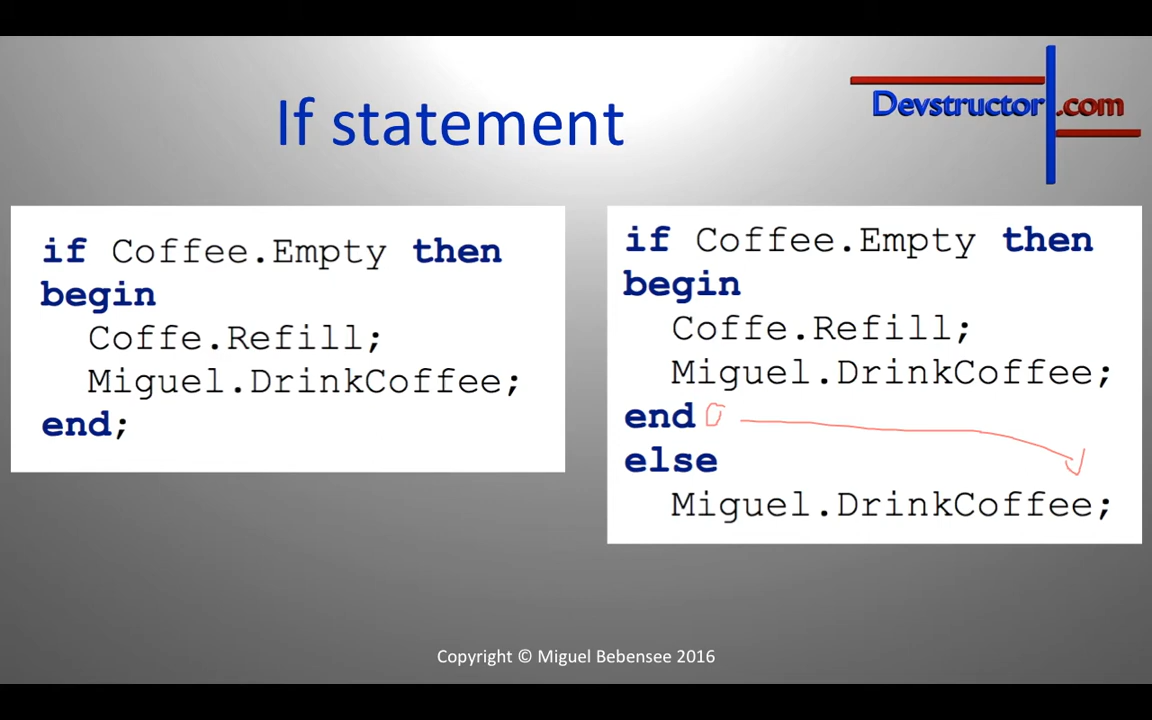 If statement
Devstructor.com
if Coffee.Empty then
begin
Coffe.Refill;
Miguel.DrinkCoffee;
end;
if Coffee.Empty then
begin
Coffe.Refill;
Miguel.DrinkCoffee;
end
else
Miguel.DrinkCoffee;
Copyright © Miguel Bebensee 2016